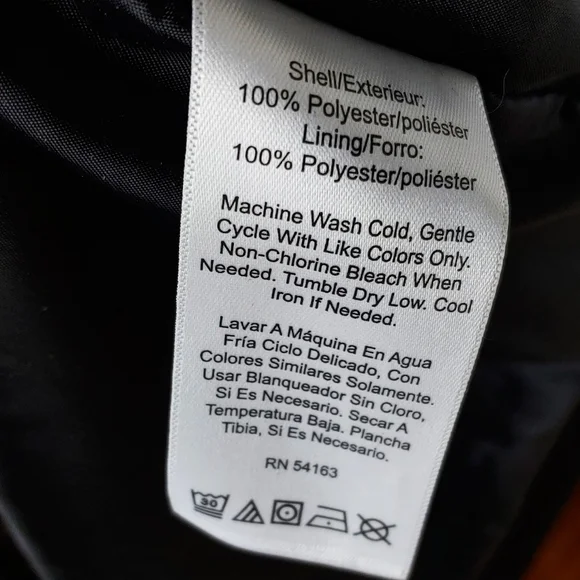 Shell/Exterieur:
100% Polyester/poliéster
Lining/Forro:
100% Polyester/poliéster
Machine Wash Cold, Gentle
Cycle With Like Colors Only.
Non-Chlorine Bleach When
Needed. Tumble Dry Low. Cool
Iron If Needed.
Lavar A Máquina En Agua
Fría Ciclo Delicado, Con
Colores Similares Solamente.
Usar Blanqueador Sin Cloro,
Si Es Necesario. Secar A
Temperatura Baja. Plancha
Tibia, Si Es Necesario.
RN 54163
30